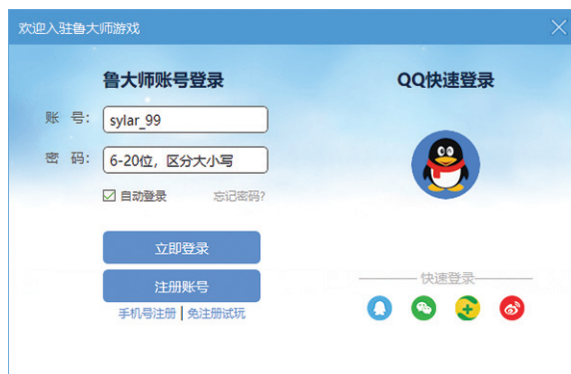 欢迎入驻鲁大师游戏
鲁大师账号登录
账 号: sylar_99
密 码: 6-20位，区分大小写
自动登录 忘记密码?
立即登录
注册账号
手机号注册 | 免注册试玩
QQ快速登录
快速登录